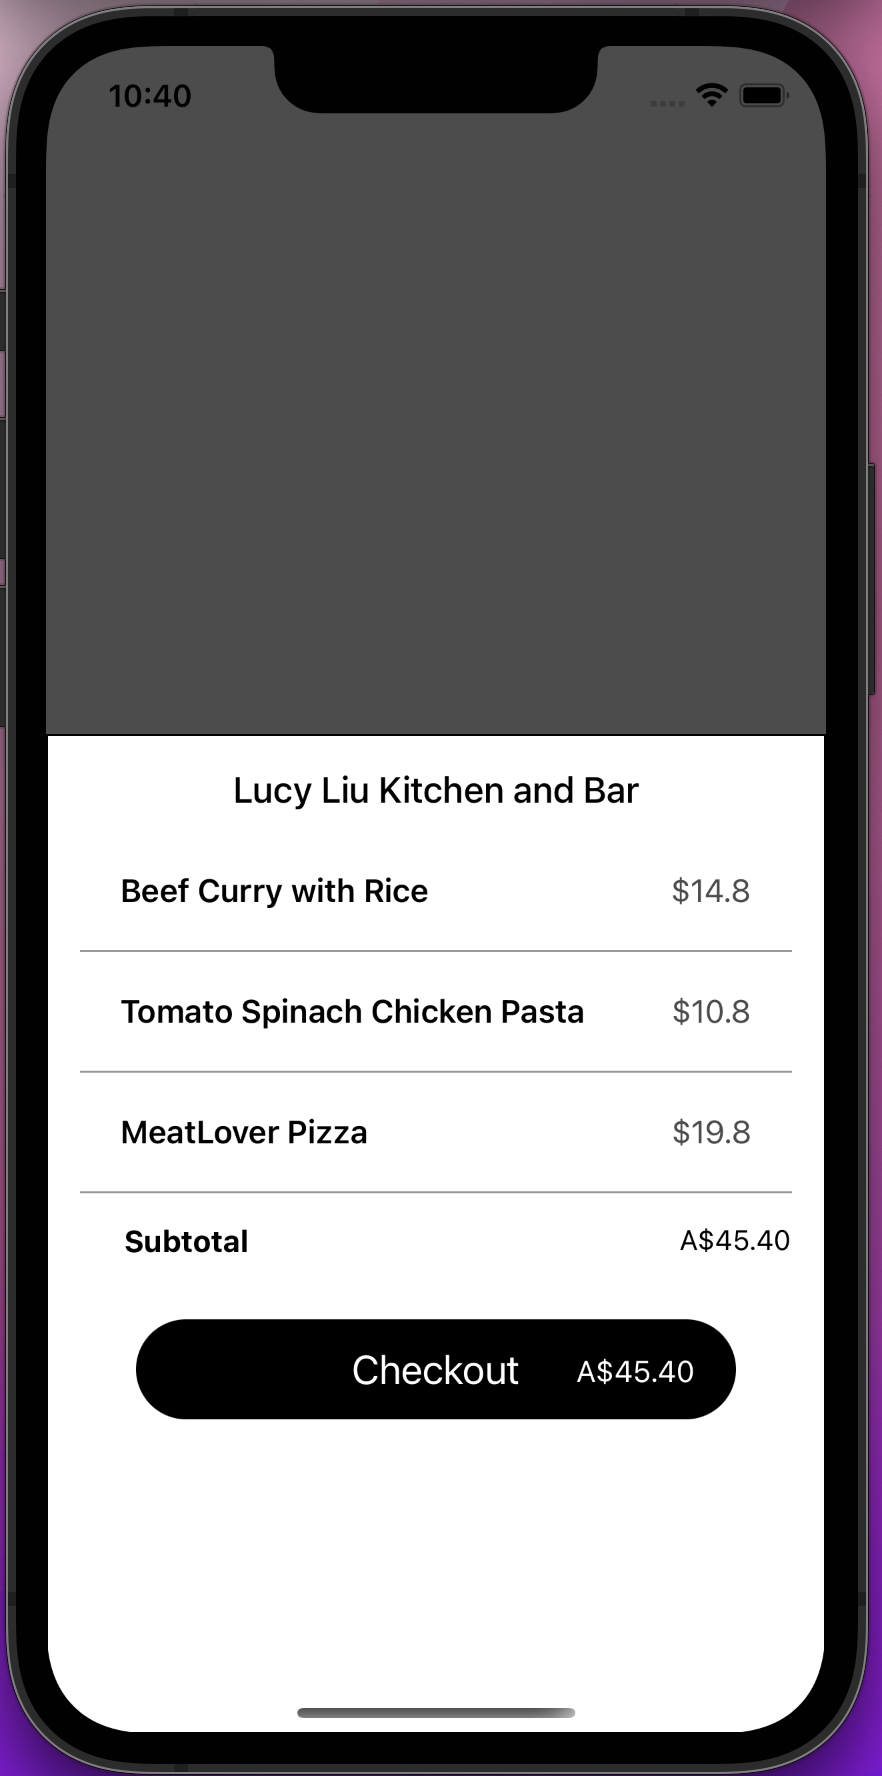 10:40
Lucy Liu Kitchen and Bar
Beef Curry with Rice $14.8
Tomato Spinach Chicken Pasta $10.8
MeatLover Pizza $19.8
Subtotal A$45.40
Checkout A$45.40